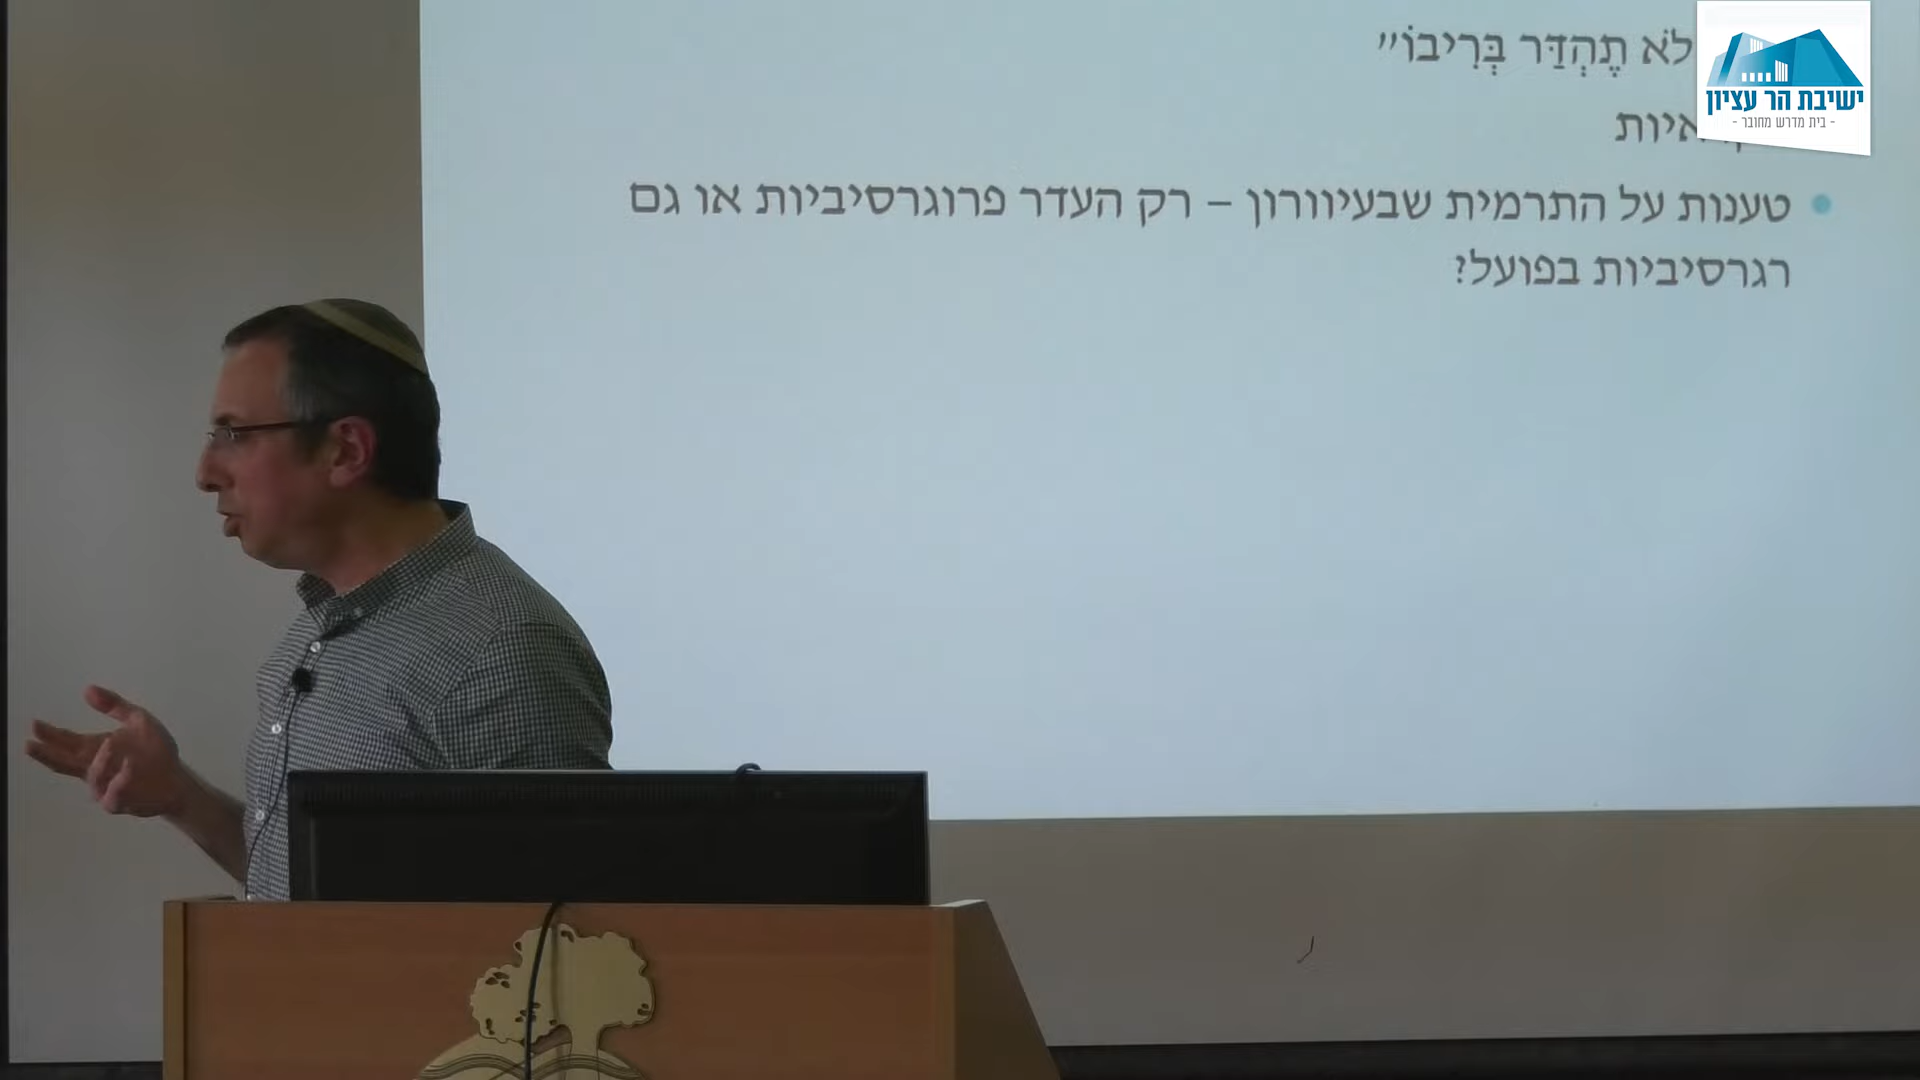 לֹא תֶהְדַּר בְּרִיבוֹ"
טענות על התרמית שבעיוורון – רק העדר פרוגרסיביות או גם
רגרסיביות בפועל?
ישיבת הר עציון
- בית מדרש מחובר -